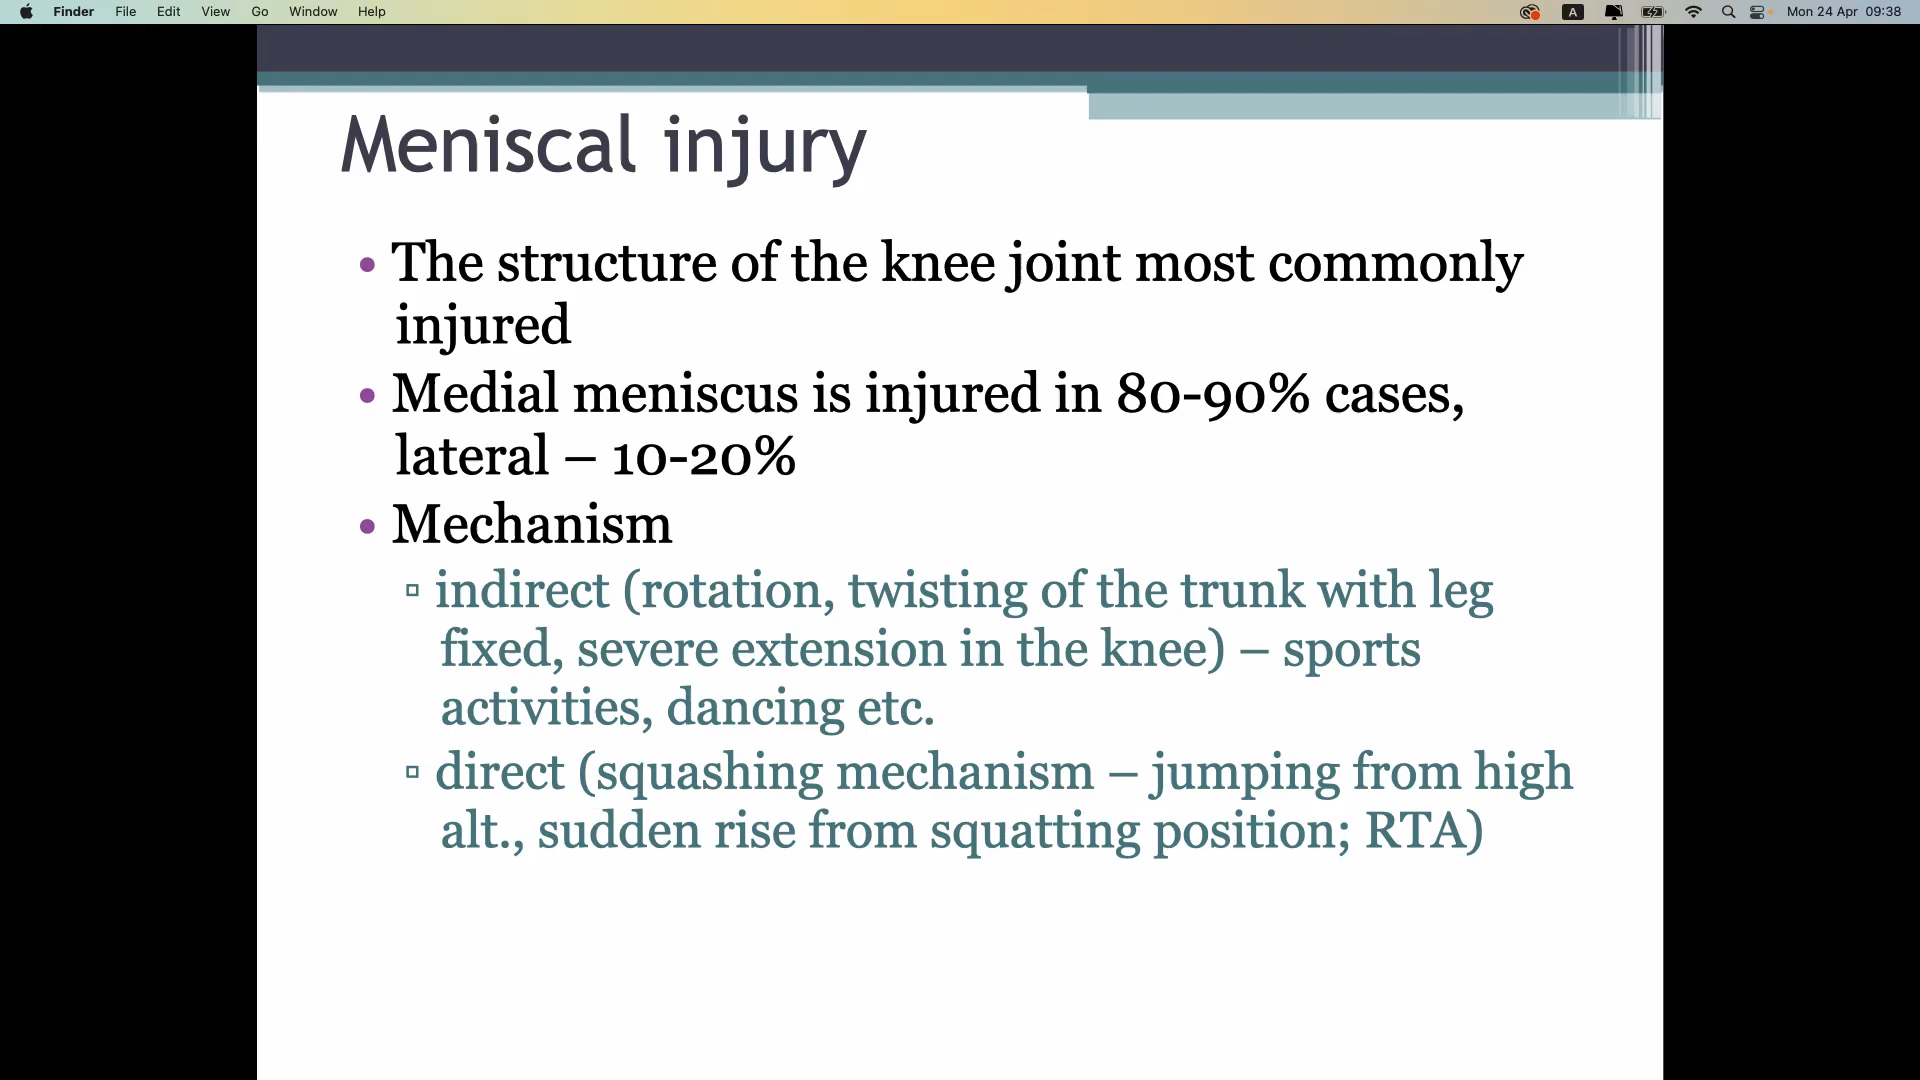 Finder File Edit View Go Window Help A Mon 24 Apr 09:38
Meniscal injury
• The structure of the knee joint most commonly
injured
• Medial meniscus is injured in 80-90% cases,
lateral – 10-20%
• Mechanism
▫ indirect (rotation, twisting of the trunk with leg
fixed, severe extension in the knee) – sports
activities, dancing etc.
▫ direct (squashing mechanism – jumping from high
alt., sudden rise from squatting position; RTA)